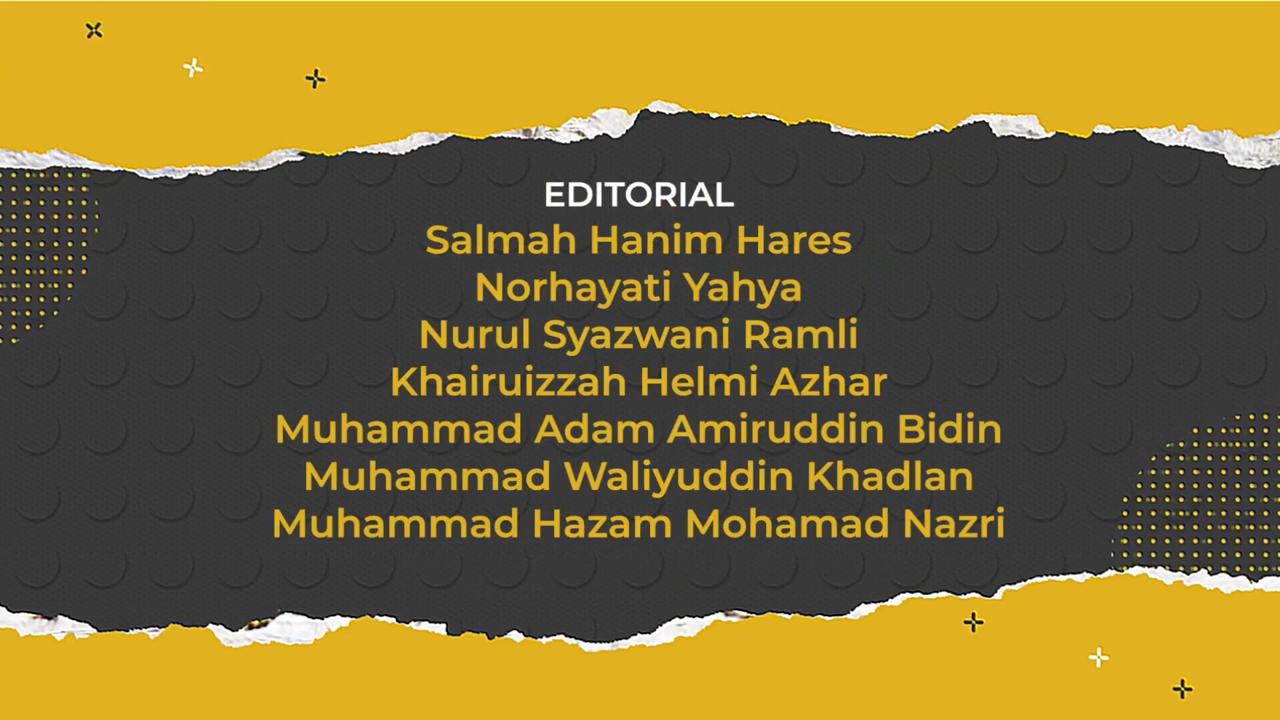 EDITORIAL
Salmah Hanim Hares
Norhayati Yahya
Nurul Syazwani Ramli
Khairuizzah Helmi Azhar
Muhammad Adam Amiruddin Bidin
Muhammad Waliyuddin Khadlan
Muhammad Hazam Mohamad Nazri